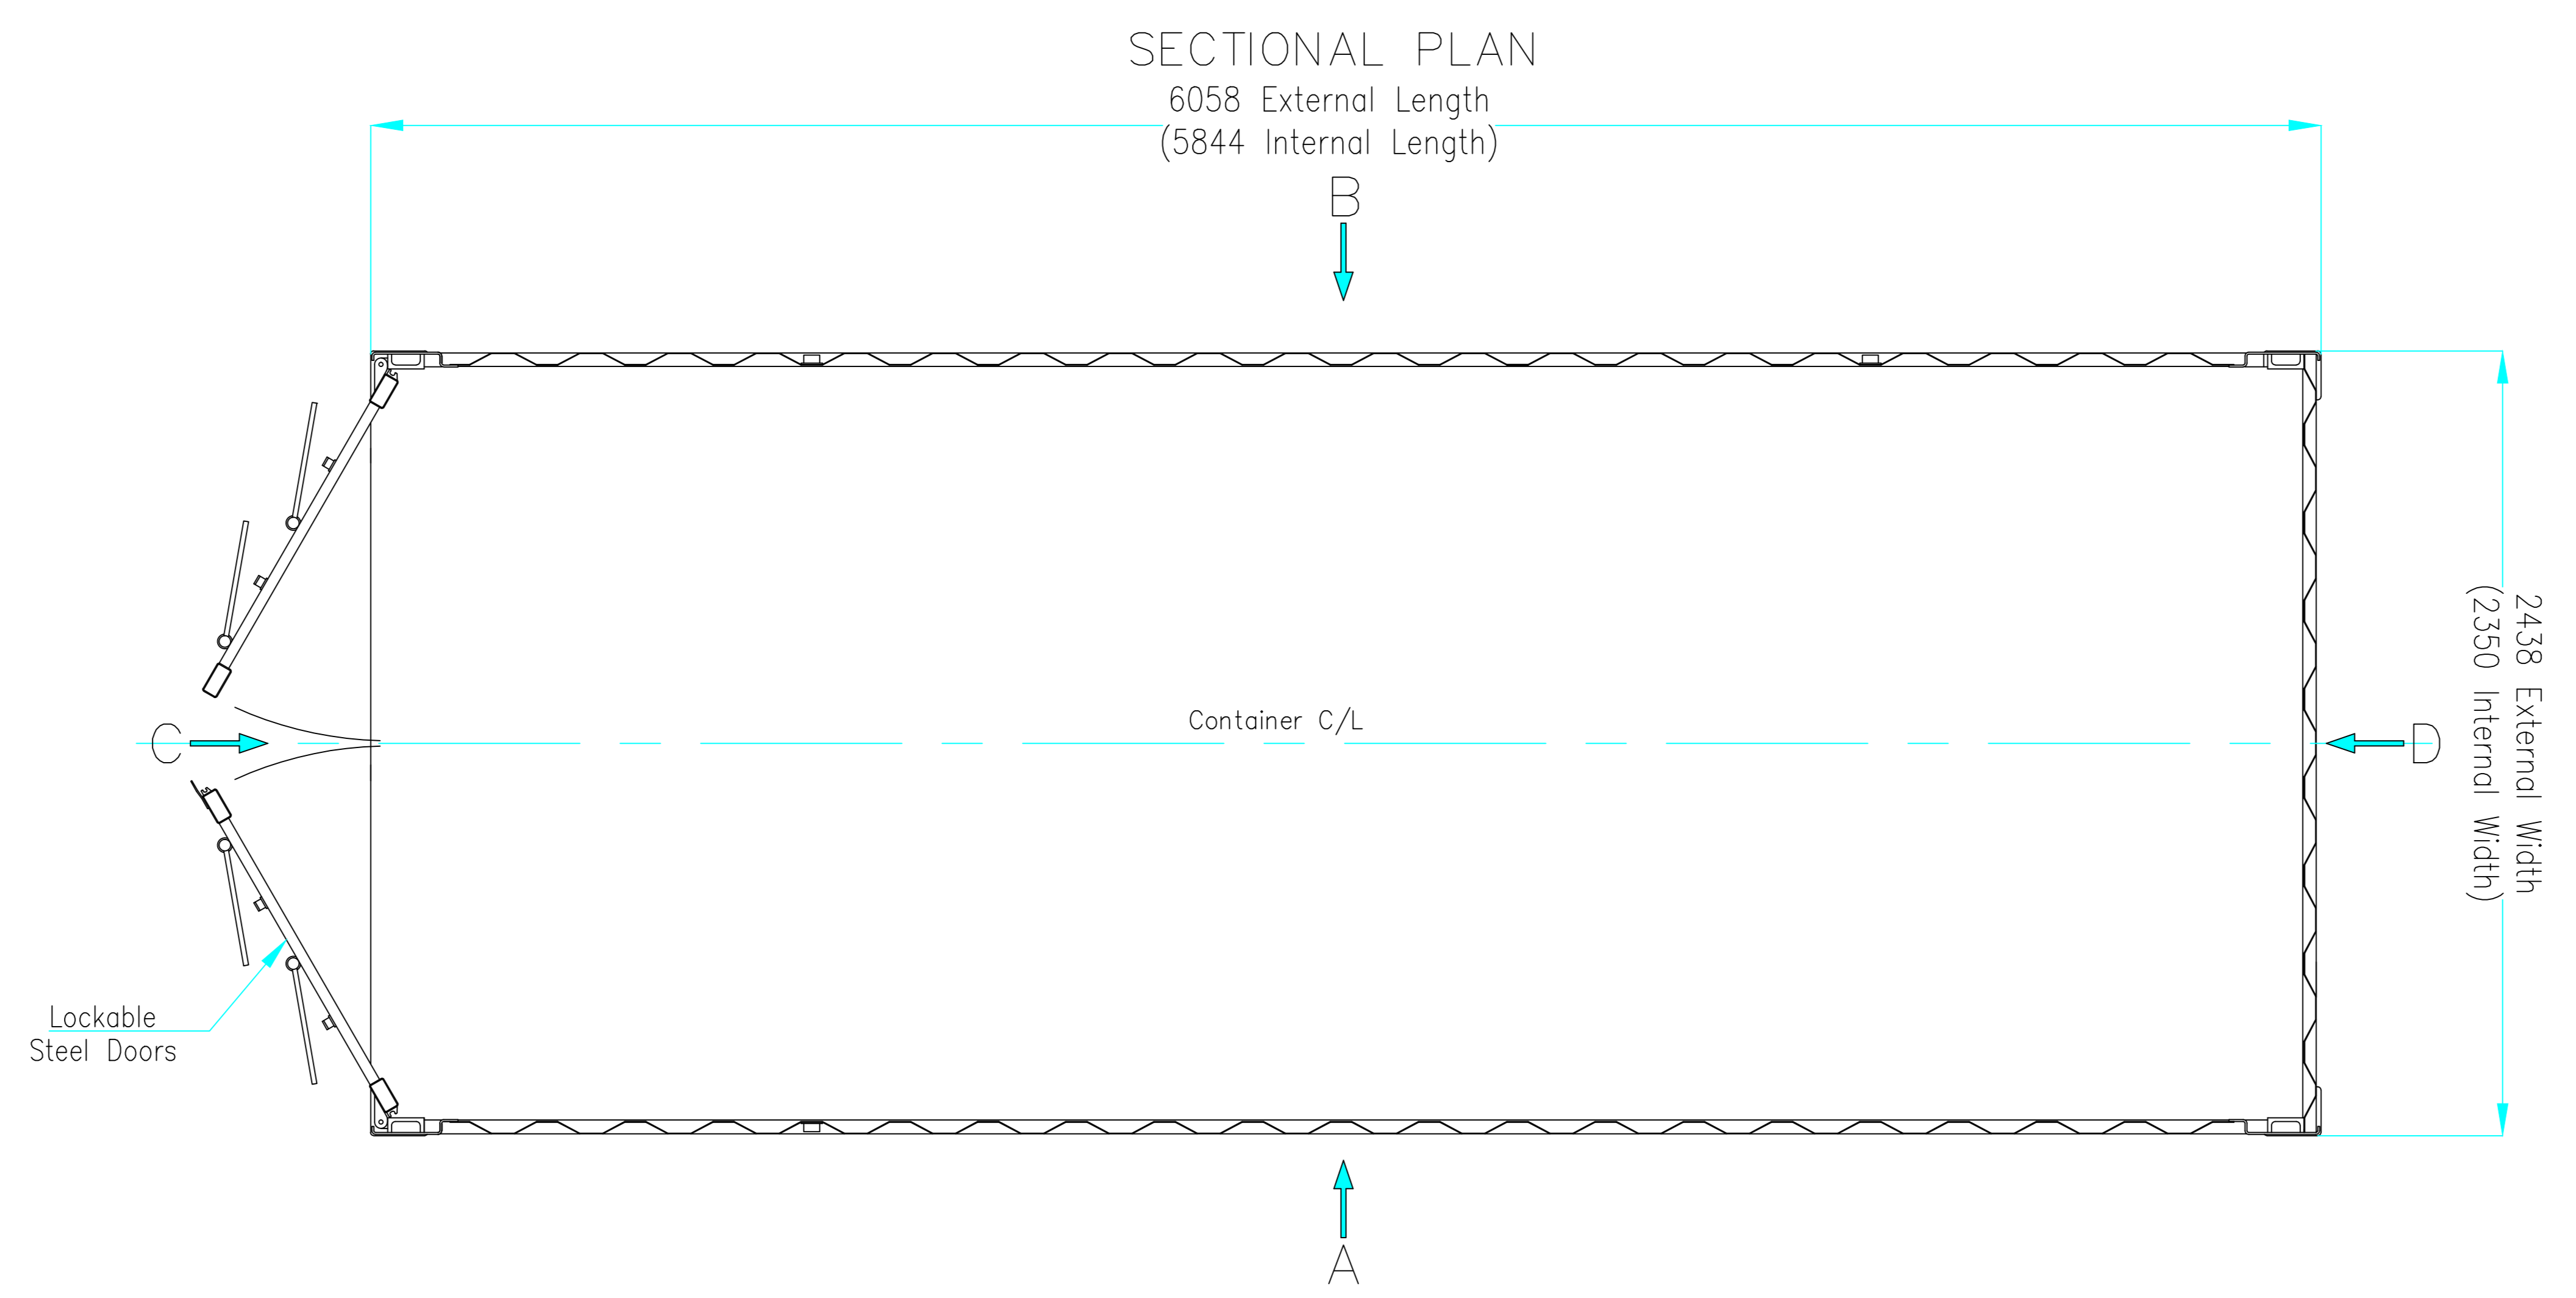 SECTIONAL PLAN
6058 External Length
(5844 Internal Length)
B
Container C/L
C
D
2438 External Width
(2350 Internal Width)
Lockable
Steel Doors
A